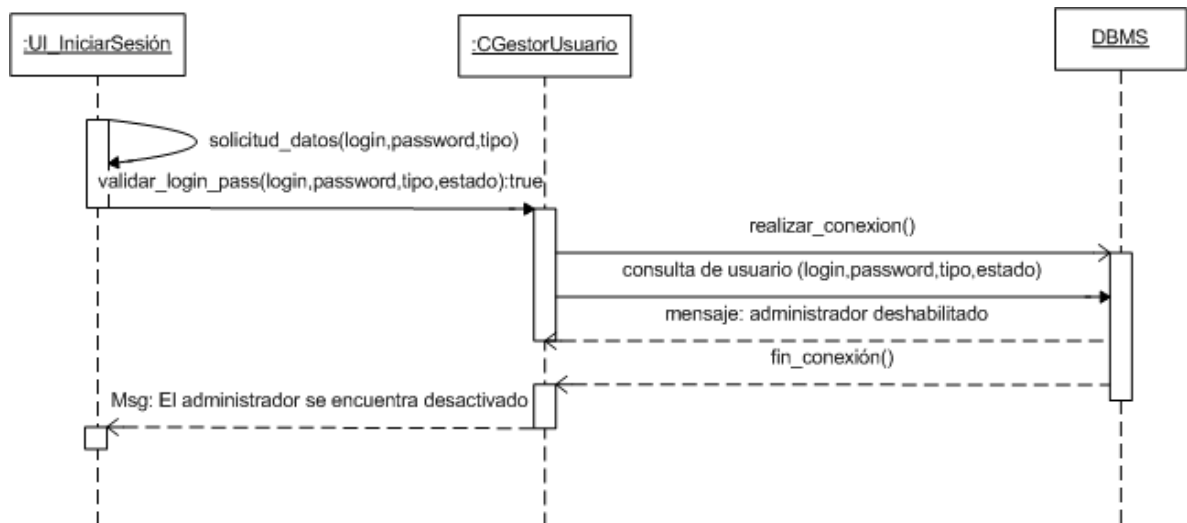 :UI_IniciarSesión
:CGestorUsuario
DBMS
solicitud_datos(login,password,tipo)
validar_login_pass(login,password,tipo,estado):true
realizar_conexion()
consulta de usuario (login,password,tipo,estado)
mensaje: administrador deshabilitado
fin_conexión()
Msg: El administrador se encuentra desactivado